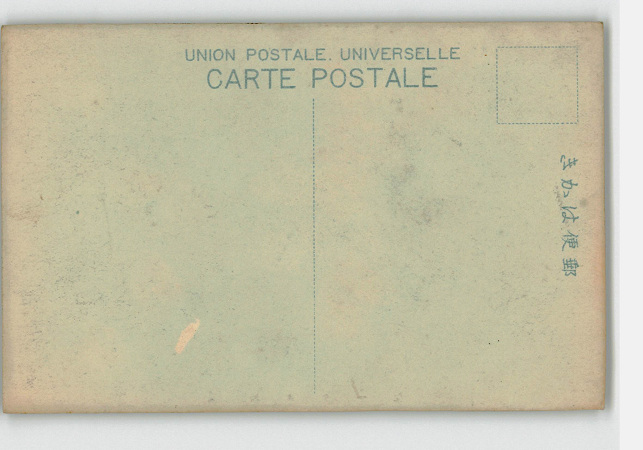 UNION POSTALE. UNIVERSELLE
CARTE POSTALE
きかは便郵